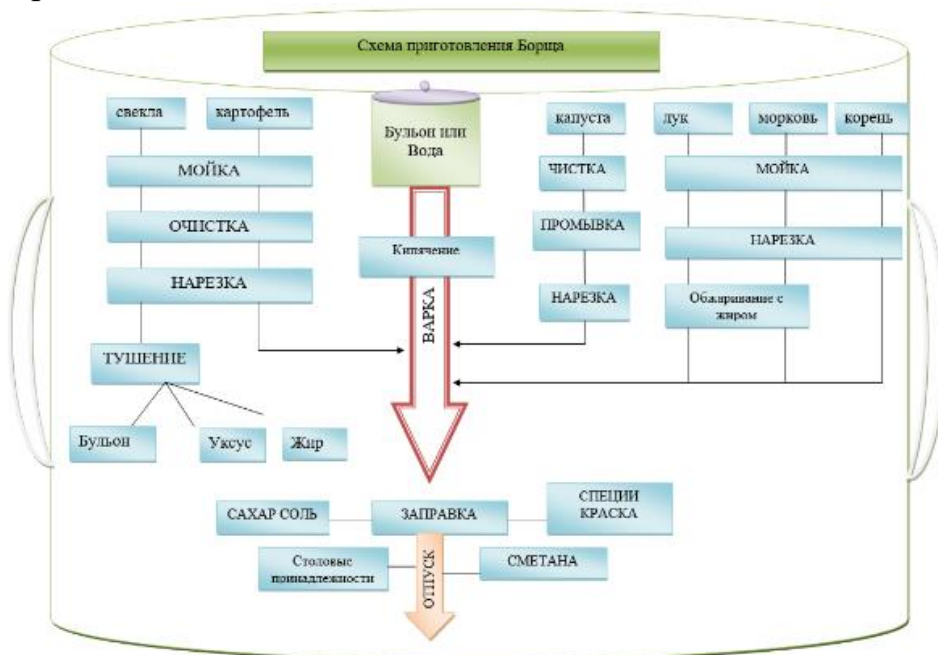 Схема приготовления Борща
свекла
картофель
Бульон или
Вода
капуста
лук
морковь
корень
МОЙКА
ЧИСТКА
МОЙКА
ОЧИСТКА
ПРОМЫВКА
НАРЕЗКА
Кипячение
НАРЕЗКА
НАРЕЗКА
Обжаривание с
жиром
ВАРКА
ТУШЕНИЕ
Бульон
Уксус
Жир
САХАР СОЛЬ
ЗАПРАВКА
СПЕЦИИ
КРАСКА
Столовые
принадлежности
ОТПУСК
СМЕТАНА